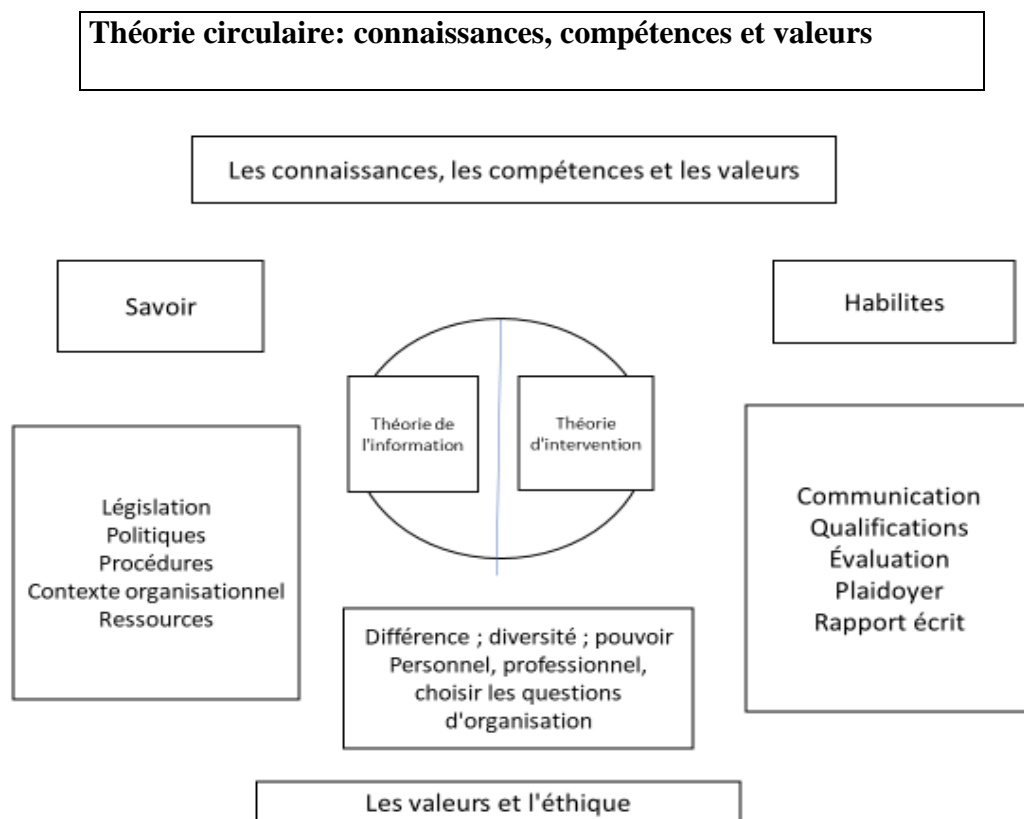 Théorie circulaire: connaissances, compétences et valeurs
Les connaissances, les compétences et les valeurs
Savoir
Habilites
Théorie de
l'information
Théorie
d'intervention
Législation
Politiques
Procédures
Contexte organisationnel
Ressources
Communication
Qualifications
Évaluation
Plaidoyer
Rapport écrit
Différence ; diversité ; pouvoir
Personnel, professionnel,
choisir les questions
d'organisation
Les valeurs et l'éthique